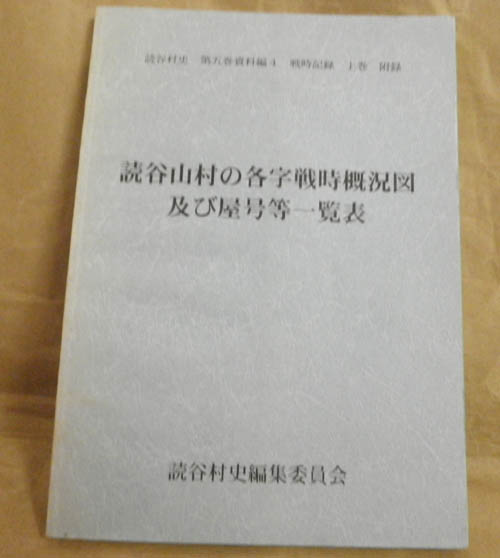 読谷村史 第五巻資料編4 戦時記録 上巻 附録
読谷山村の各字戦時概況図
及び屋号等一覧表
読谷村史編集委員会